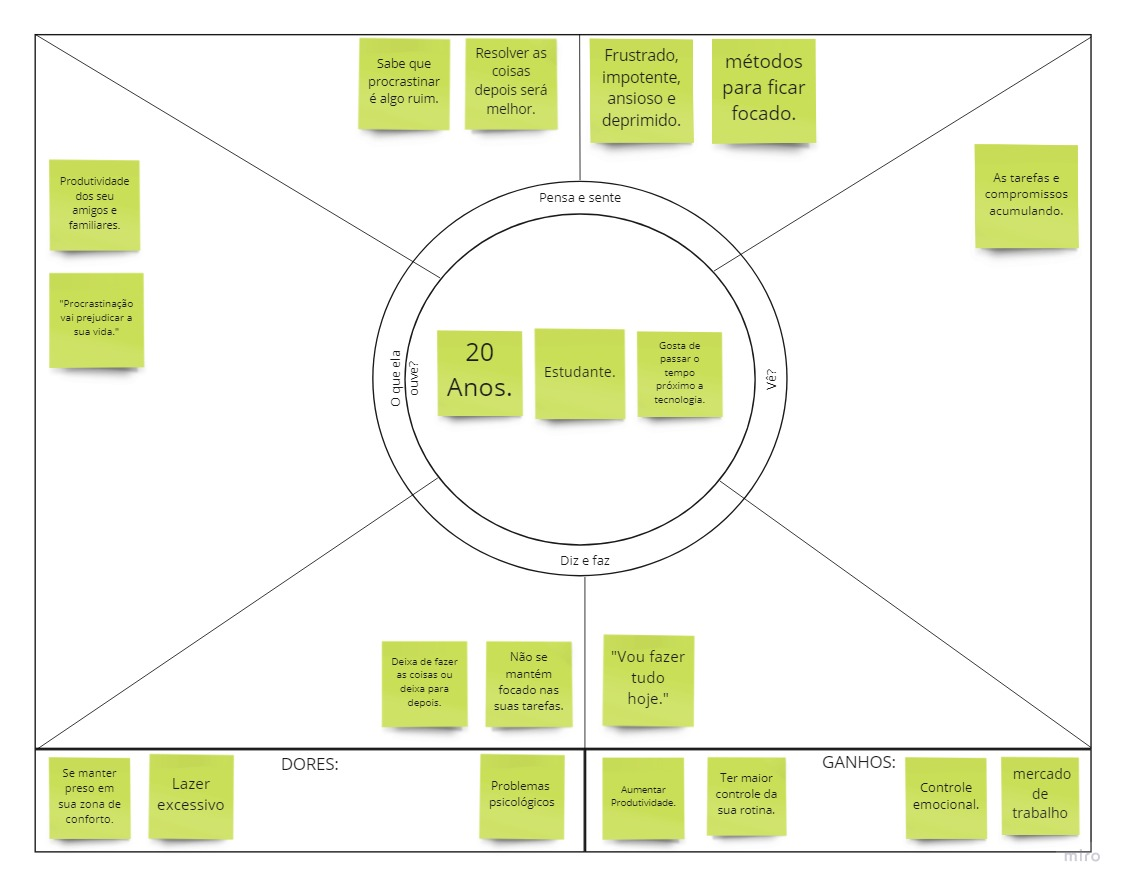 Sabe que
procrastinar
é algo ruim.
Resolver as
coisas
depois será
melhor.
Frustrado,
impotente,
ansioso e
deprimido.
métodos
para ficar
focado.
Produtividade
dos seu
amigos e
familiares.
"Procrastinação
vai prejudicar a
sua vida."
As tarefas e
compromissos
acumulando.
Pensa e sente
O que ela
ouve?
20
Anos.
Estudante.
Gosta de
passar o
tempo
próximo a
tecnologia.
Vê?
Diz e faz
Deixa de fazer
as coisas ou
deixa para
depois.
Não se
mantém
focado nas
suas tarefas.
"Vou fazer
tudo
hoje."
DORES:
Se manter
preso em
sua zona de
conforto.
Lazer
excessivo
Problemas
psicológicos
GANHOS:
Aumentar
Produtividade.
Ter maior
controle da
sua rotina.
Controle
emocional.
mercado
de
trabalho
miro